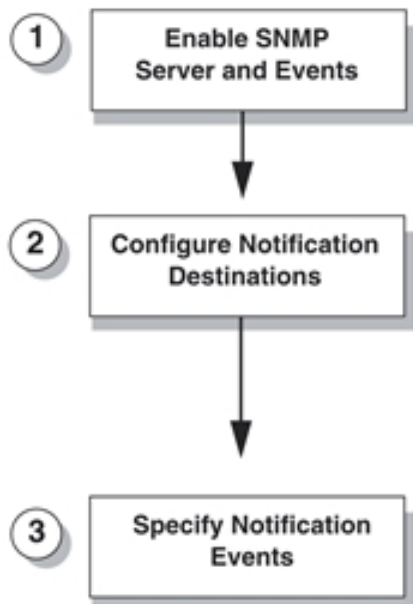 1
Enable SNMP
Server and Events
2
Configure Notification
Destinations
3
Specify Notification
Events